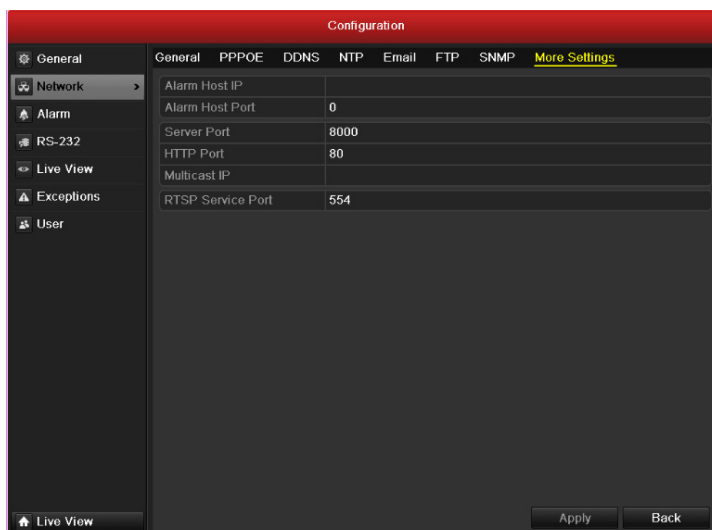 Configuration
General
Network >
Alarm
RS-232
Live View
Exceptions
User
Live View
General PPPOE DDNS NTP Email FTP SNMP More Settings
Alarm Host IP
Alarm Host Port 0
Server Port 8000
HTTP Port 80
Multicast IP
RTSP Service Port 554
Apply Back